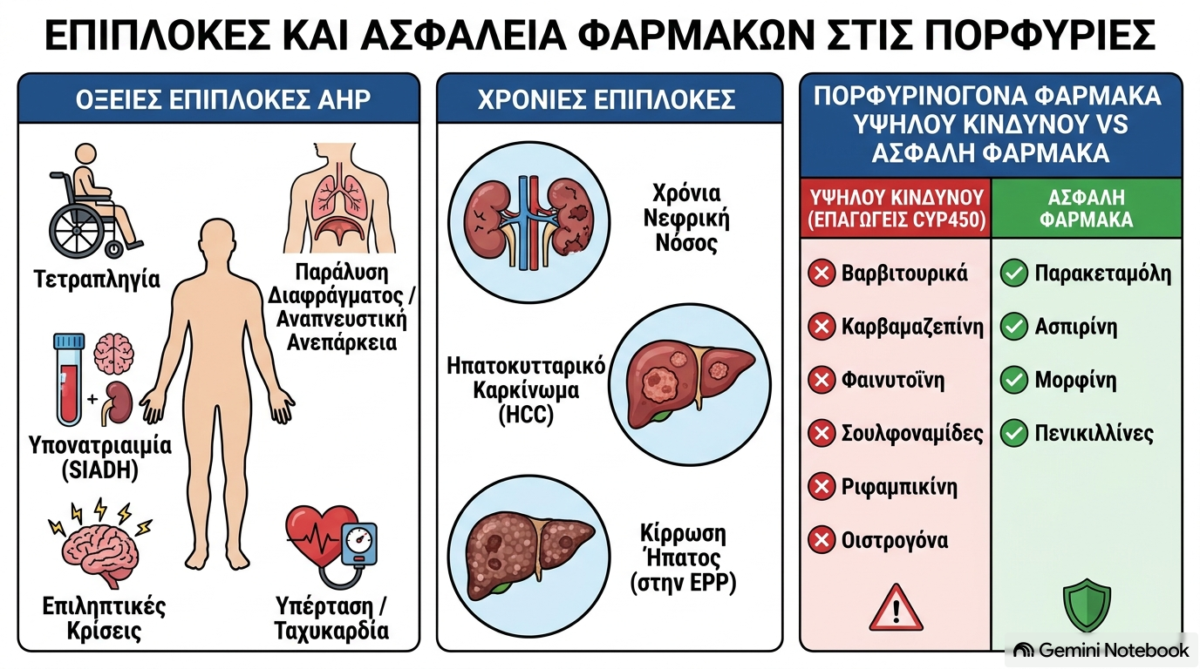 ΕΠΙΠΛΟΚΕΣ ΚΑΙ ΑΣΦΑΛΕΙΑ ΦΑΡΜΑΚΩΝ ΣΤΙΣ ΠΟΡΦΥΡΙΕΣ
ΟΞΕΙΕΣ ΕΠΙΠΛΟΚΕΣ AHP
Τετραπληγία
Παράλυση
Διαφράγματος /
Αναπνευστική
Ανεπάρκεια
+
Υπονατριαιμία
(SIADH)
Επιληπτικές
Κρίσεις
Υπέρταση /
Ταχυκαρδία
ΧΡΟΝΙΕΣ ΕΠΙΠΛΟΚΕΣ
Χρόνια
Νεφρική
Νόσος
Ηπατοκυτταρικό
Καρκίνωμα
(HCC)
Κίρρωση
Ήπατος
(στην EPP)
ΠΟΡΦΥΡΙΝΟΓΟΝΑ ΦΑΡΜΑΚΑ
ΥΨΗΛΟΥ ΚΙΝΔΥΝΟΥ VS
ΑΣΦΑΛΗ ΦΑΡΜΑΚΑ
ΥΨΗΛΟΥ ΚΙΝΔΥΝΟΥ
(ΕΠΑΓΩΓΕΙΣ CYP450)
Βαρβιτουρικά
Καρβαμαζεπίνη
Φαινυτοΐνη
Σουλφοναμίδες
Ριφαμπικίνη
Οιστρογόνα
ΑΣΦΑΛΗ
ΦΑΡΜΑΚΑ
Παρακεταμόλη
Ασπιρίνη
Μορφίνη
Πενικιλλίνες
Gemini Notebook